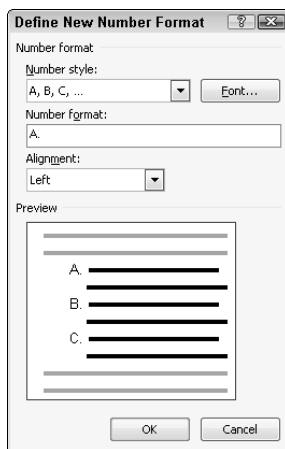 Define New Number Format
Number format
Number style:
A, B, C, ...
Font...
Number format:
A.
Alignment:
Left
Preview
A.
B.
C.
OK
Cancel